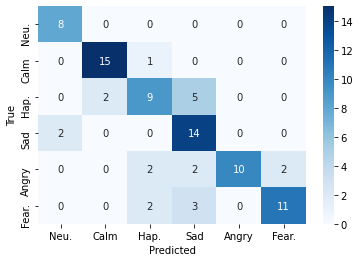 Neu. 8 0 0 0 0 0 14
Calm 0 15 1 0 0 0 12
Hap. 0 2 9 5 0 0 10
Sad 2 0 0 14 0 0 8
Angry 0 0 2 2 10 2 6
Fear. 0 0 2 3 0 11 4
2
0
Neu. Calm Hap. Sad Angry Fear.
Predicted
True